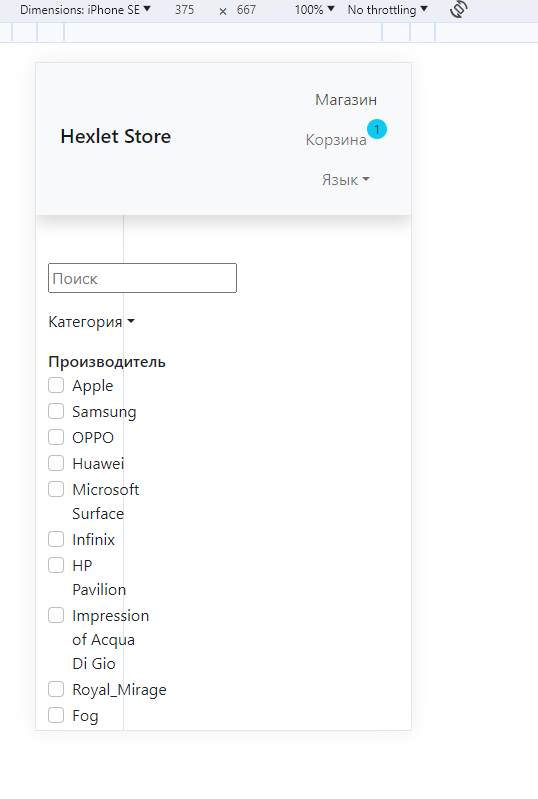 Dimensions: iPhone SE 375 × 667 100% No throttling
Магазин
Hexlet Store
Корзина 1
Язык
Поиск
Категория
Производитель
Apple
Samsung
OPPO
Huawei
Microsoft
Surface
Infinix
HP
Pavilion
Impression
of Acqua
Di Gio
Royal_Mirage
Fog